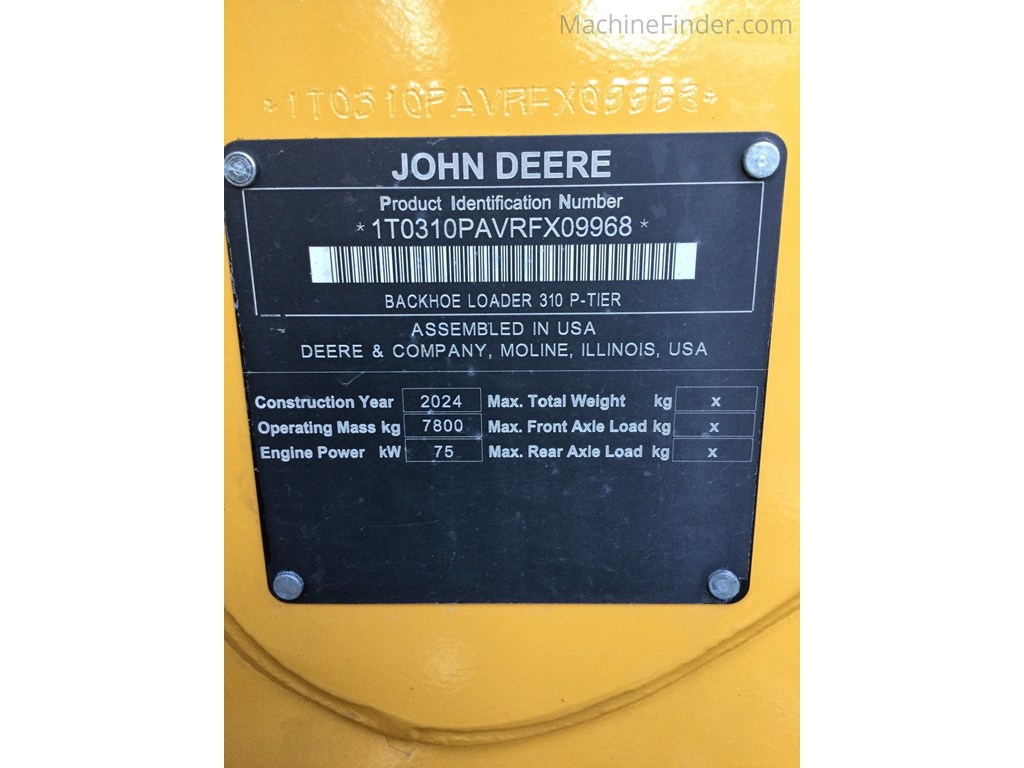 MachineFinder.com
*1T0310PAVRFX09968*
JOHN DEERE
Product Identification Number
*1T0310PAVRFX09968*
BACKHOE LOADER 310 P-TIER
ASSEMBLED IN USA
DEERE & COMPANY, MOLINE, ILLINOIS, USA
Construction Year 2024 Max. Total Weight kg x
Operating Mass kg 7800 Max. Front Axle Load kg x
Engine Power kW 75 Max. Rear Axle Load kg x